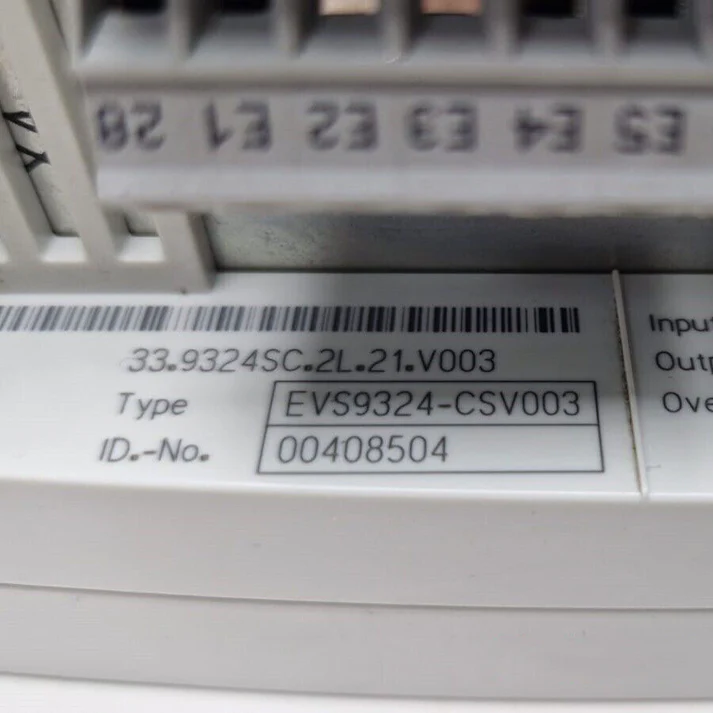 28 E1 E2 E3 E4 E5
33.9324SC.2L.21.V003
Type EVS9324-CSV003
ID.-No. 00408504